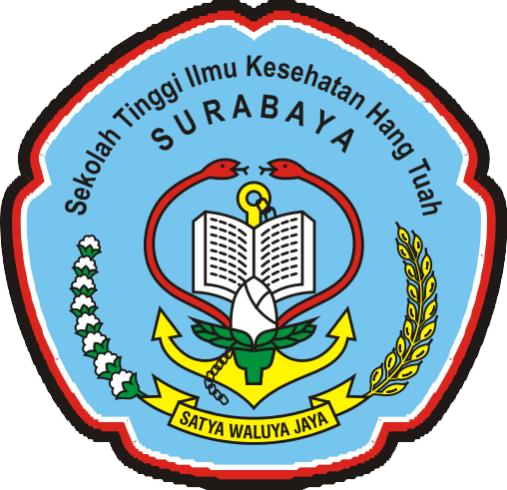 Sekolah Tinggi Ilmu Kesehatan Hang Tuah
SURABAYA
SATYA WALUYA JAYA